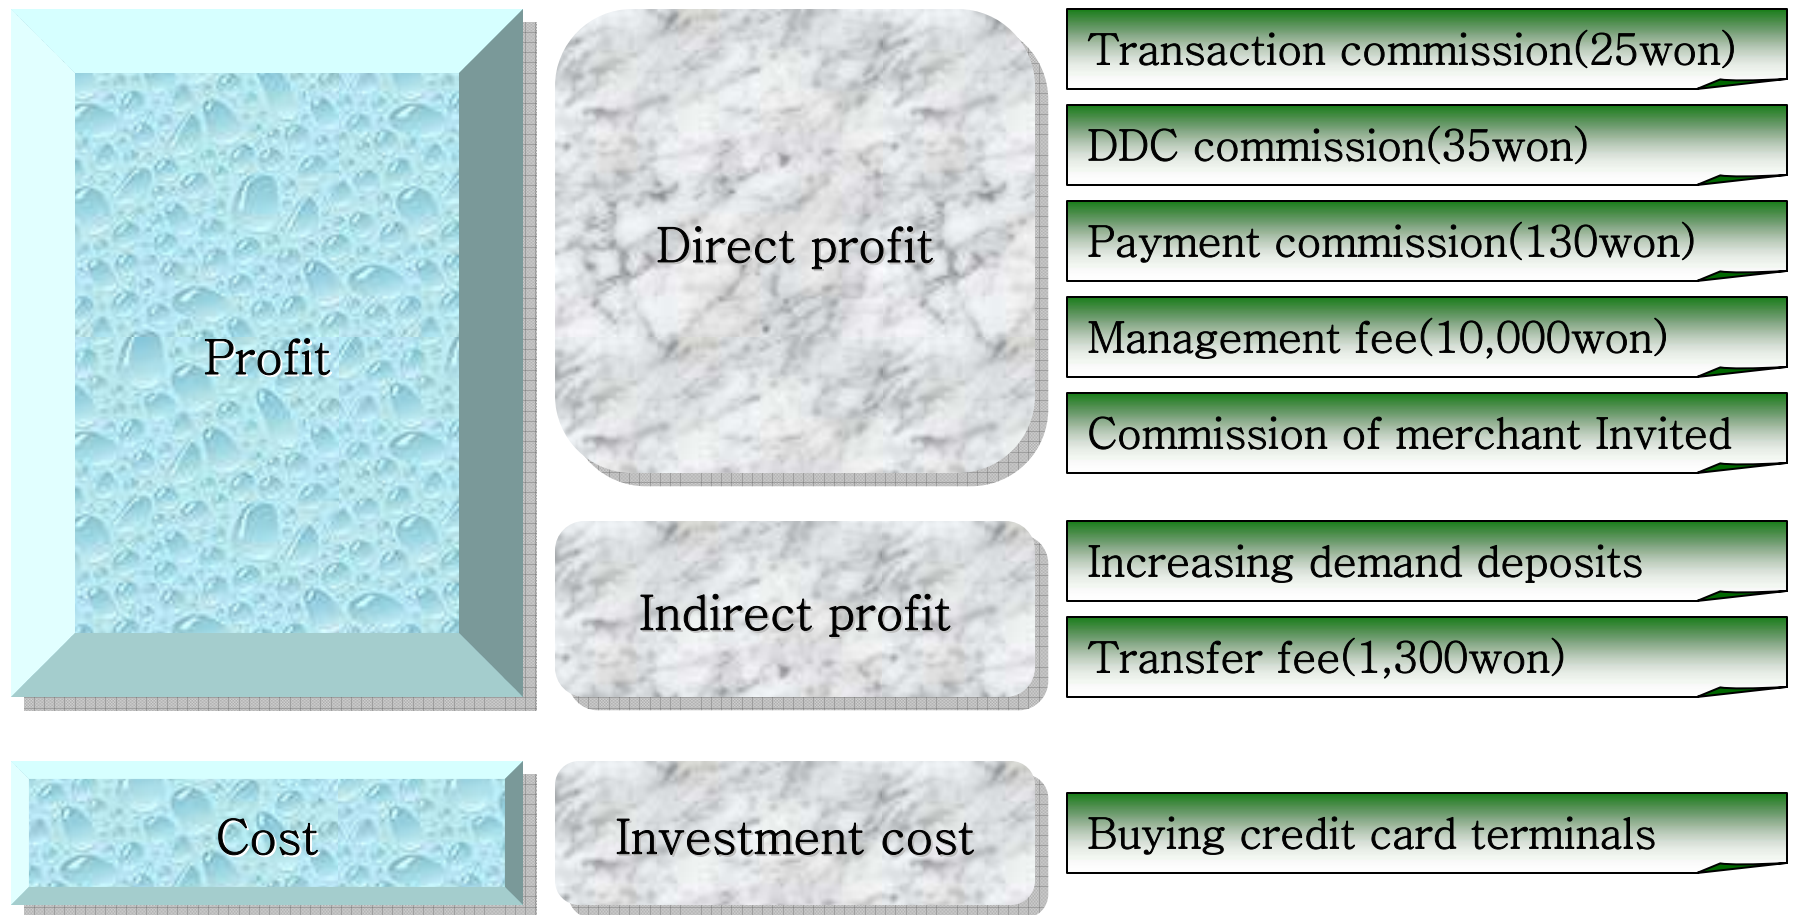 Profit
Direct profit
Transaction commission(25won)
DDC commission(35won)
Payment commission(130won)
Management fee(10,000won)
Commission of merchant Invited
Indirect profit
Increasing demand deposits
Transfer fee(1,300won)
Cost
Investment cost
Buying credit card terminals